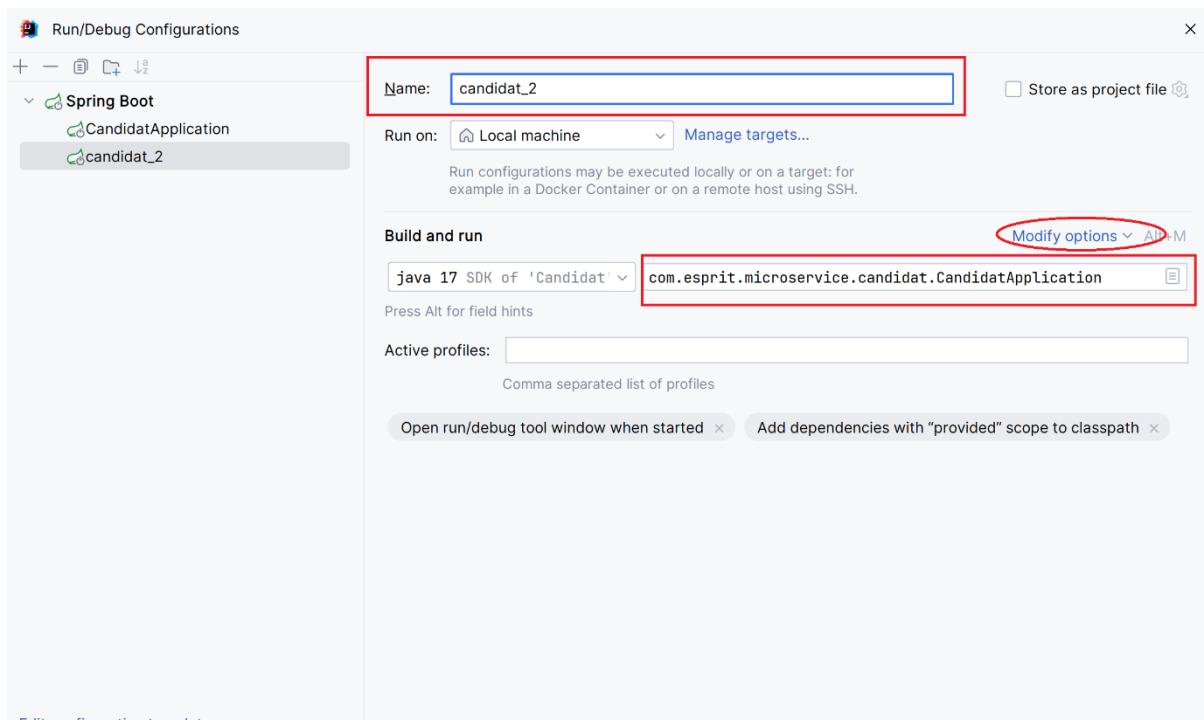 Run/Debug Configurations
Spring Boot
CandidatApplication
candidat_2
Name: candidat_2
Store as project file
Run on: Local machine Manage targets...
Run configurations may be executed locally or on a target: for
example in a Docker Container or on a remote host using SSH.
Build and run Modify options Alt+M
java 17 SDK of 'Candidat' com.esprit.microservice.candidat.CandidatApplication
Press Alt for field hints
Active profiles:
Comma separated list of profiles
Open run/debug tool window when started Add dependencies with “provided” scope to classpath